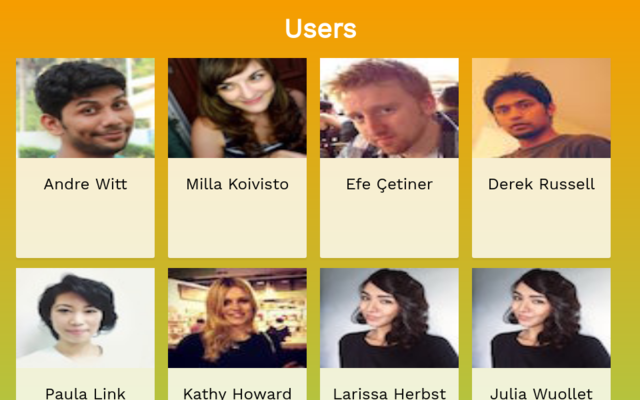 Users
Andre Witt
Milla Koivisto
Efe Çetiner
Derek Russell
Paula Link
Kathy Howard
Larissa Herbst
Julia Wuollet